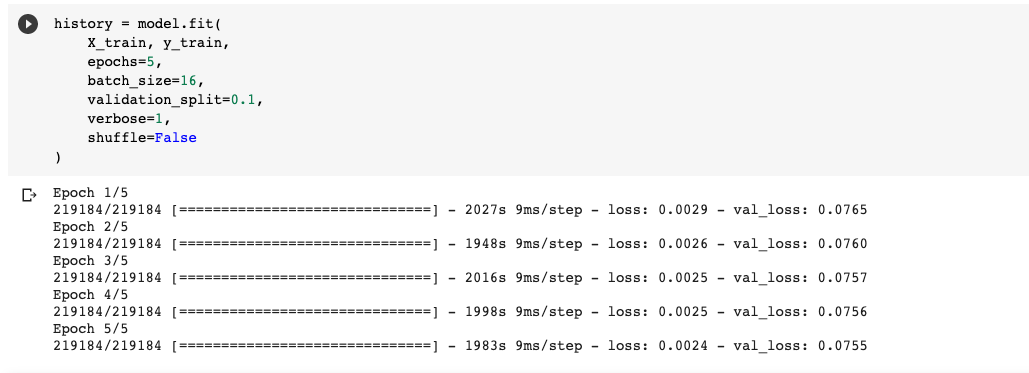 history = model.fit(
    X_train, y_train,
    epochs=5,
    batch_size=16,
    validation_split=0.1,
    verbose=1,
    shuffle=False
)
Epoch 1/5
219184/219184 [==============================] - 2027s 9ms/step - loss: 0.0029 - val_loss: 0.0765
Epoch 2/5
219184/219184 [==============================] - 1948s 9ms/step - loss: 0.0026 - val_loss: 0.0760
Epoch 3/5
219184/219184 [==============================] - 2016s 9ms/step - loss: 0.0025 - val_loss: 0.0757
Epoch 4/5
219184/219184 [==============================] - 1998s 9ms/step - loss: 0.0025 - val_loss: 0.0756
Epoch 5/5
219184/219184 [==============================] - 1983s 9ms/step - loss: 0.0024 - val_loss: 0.0755